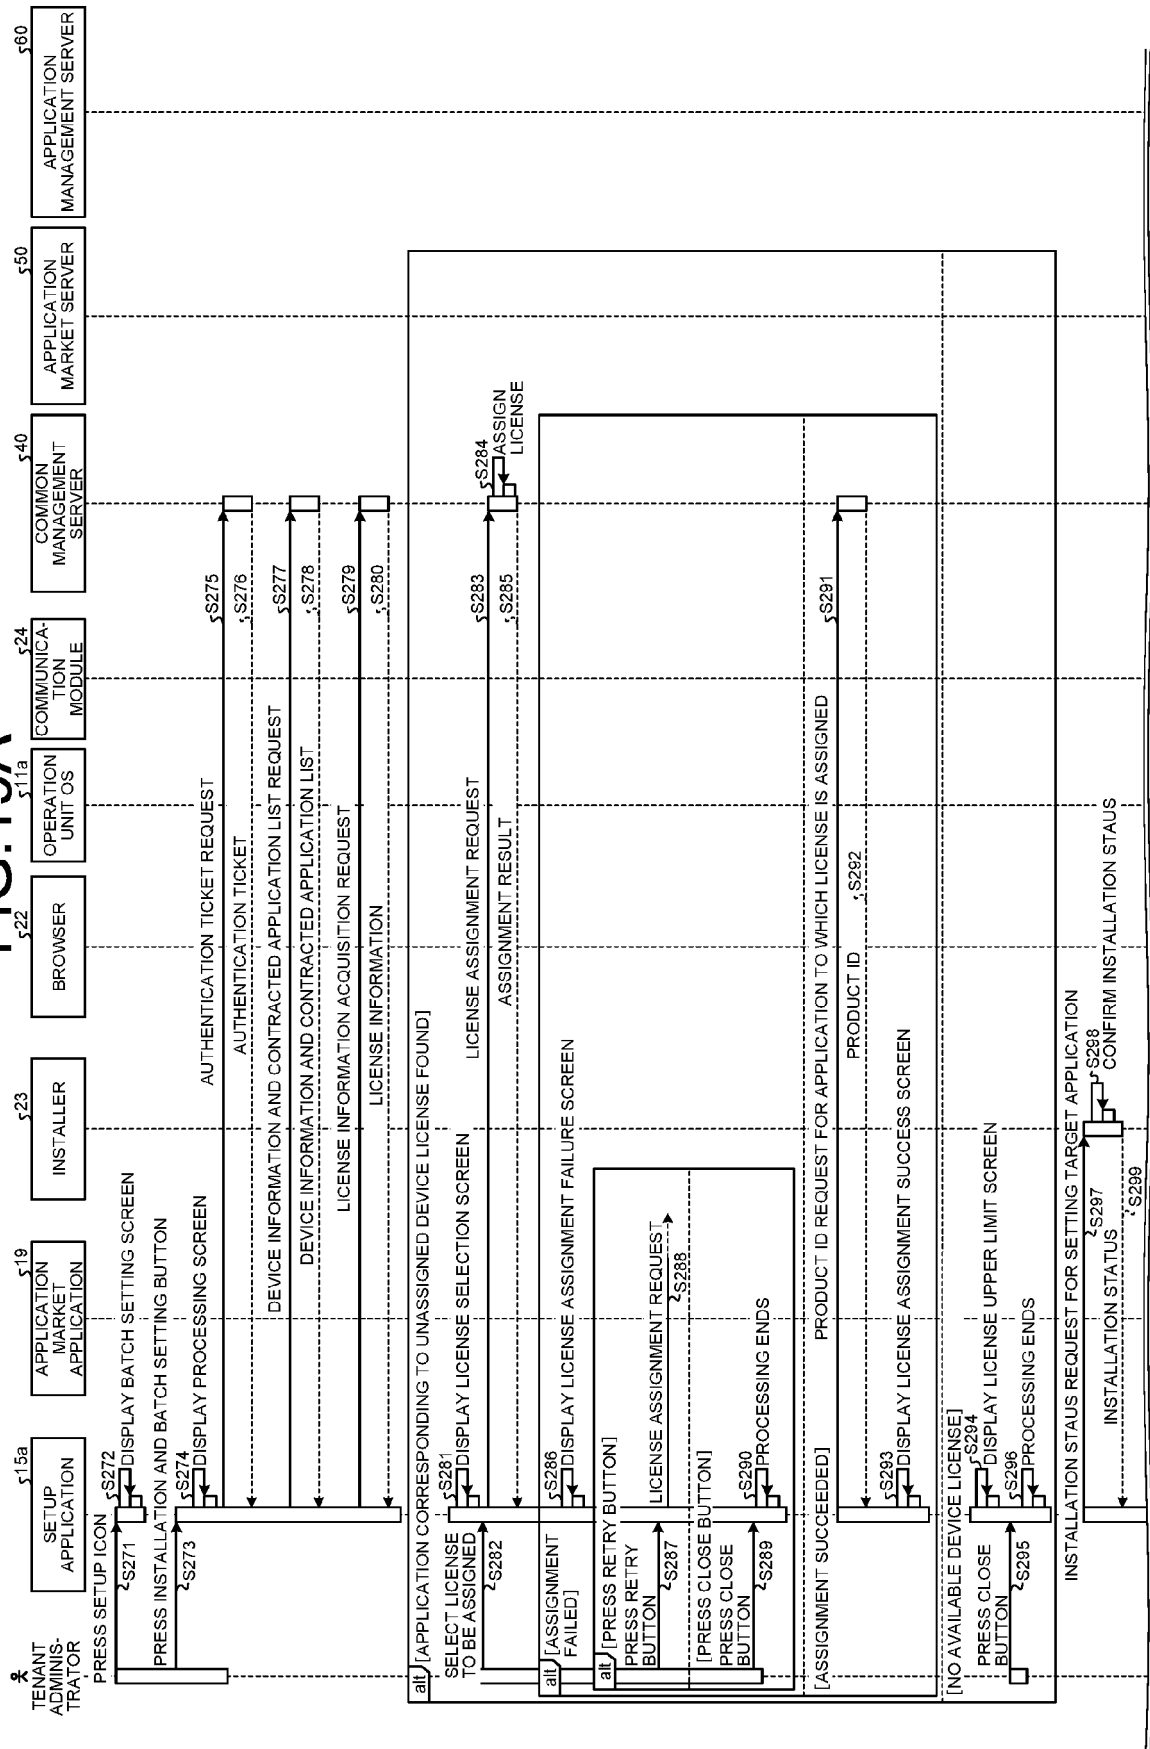 TENANT
ADMINIS-
TRATOR
SETUP
APPLICATION
15a
APPLICATION
MARKET
APPLICATION
19
INSTALLER
23
BROWSER
22
OPERATION
UNIT OS
11a
COMMUNICA-
TION
MODULE
24
COMMON
MANAGEMENT
SERVER
40
APPLICATION
MARKET SERVER
50
APPLICATION
MANAGEMENT SERVER
60
PRESS SETUP ICON
S271
S272
DISPLAY BATCH SETTING SCREEN
PRESS INSTALLATION AND BATCH SETTING BUTTON
S273
S274
DISPLAY PROCESSING SCREEN
AUTHENTICATION TICKET REQUEST
S275
AUTHENTICATION TICKET
S276
DEVICE INFORMATION AND CONTRACTED APPLICATION LIST REQUEST
S277
DEVICE INFORMATION AND CONTRACTED APPLICATION LIST
S278
LICENSE INFORMATION ACQUISITION REQUEST
S279
LICENSE INFORMATION
S280
alt
[APPLICATION CORRESPONDING TO UNASSIGNED DEVICE LICENSE FOUND]
S281
DISPLAY LICENSE SELECTION SCREEN
SELECT LICENSE
TO BE ASSIGNED
S282
LICENSE ASSIGNMENT REQUEST
S283
S284
ASSIGN
LICENSE
ASSIGNMENT RESULT
S285
alt
[ASSIGNMENT
FAILED]
S286
DISPLAY LICENSE ASSIGNMENT FAILURE SCREEN
alt
[PRESS RETRY BUTTON]
PRESS RETRY
BUTTON
S287
LICENSE ASSIGNMENT REQUEST
S288
[PRESS CLOSE BUTTON]
PRESS CLOSE
BUTTON
S289
S290
PROCESSING ENDS
[ASSIGNMENT SUCCEEDED]
PRODUCT ID REQUEST FOR APPLICATION TO WHICH LICENSE IS ASSIGNED
S291
PRODUCT ID
S292
S293
DISPLAY LICENSE ASSIGNMENT SUCCESS SCREEN
[NO AVAILABLE DEVICE LICENSE]
S294
DISPLAY LICENSE UPPER LIMIT SCREEN
PRESS CLOSE
BUTTON
S295
S296
PROCESSING ENDS
INSTALLATION STAUS REQUEST FOR SETTING TARGET APPLICATION
S297
S298
CONFIRM INSTALLATION STAUS
INSTALLATION STATUS
S299